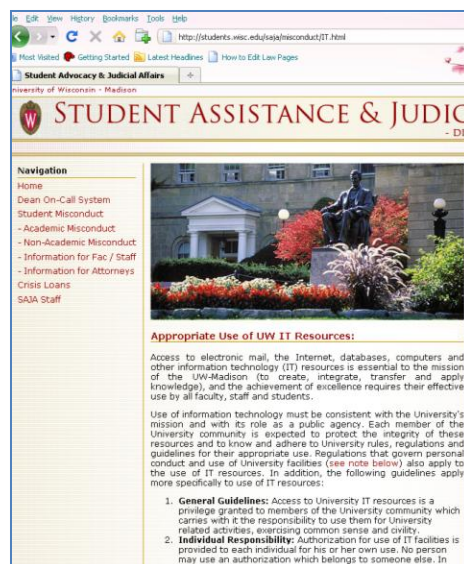 le Edit View History Bookmarks Tools Help
http://students.wisc.edu/saja/misconduct/IT.html
Most Visited Getting Started Latest Headlines How to Edit Law Pages
Student Advocacy & Judicial Affairs
niversity of Wisconsin - Madison
W STUDENT ASSISTANCE & JUDIC
Navigation
Home
Dean On-Call System
Student Misconduct
- Academic Misconduct
- Non-Academic Misconduct
- Information for Fac / Staff
- Information for Attorneys
Crisis Loans
SAJA Staff
Appropriate Use of UW IT Resources:
Access to electronic mail, the Internet, databases, computers and
other information technology (IT) resources is essential to the mission
of the UW-Madison (to create, integrate, transfer and apply
knowledge), and the achievement of excellence requires their effective
use by all faculty, staff and students.
Use of information technology must be consistent with the University's
mission and with its role as a public agency. Each member of the
University community is expected to protect the integrity of these
resources and to know and adhere to University rules, regulations and
guidelines for their appropriate use. Regulations that govern personal
conduct and use of University facilities (see note below) also apply to
the use of IT resources. In addition, the following guidelines apply
more specifically to use of IT resources:
1. General Guidelines: Access to University IT resources is a
privilege granted to members of the University community which
carries with it the responsibility to use them for University
related activities, exercising common sense and civility.
2. Individual Responsibility: Authorization for use of IT facilities is
provided to each individual for his or her own use. No person
may use an authorization which belongs to someone else. In